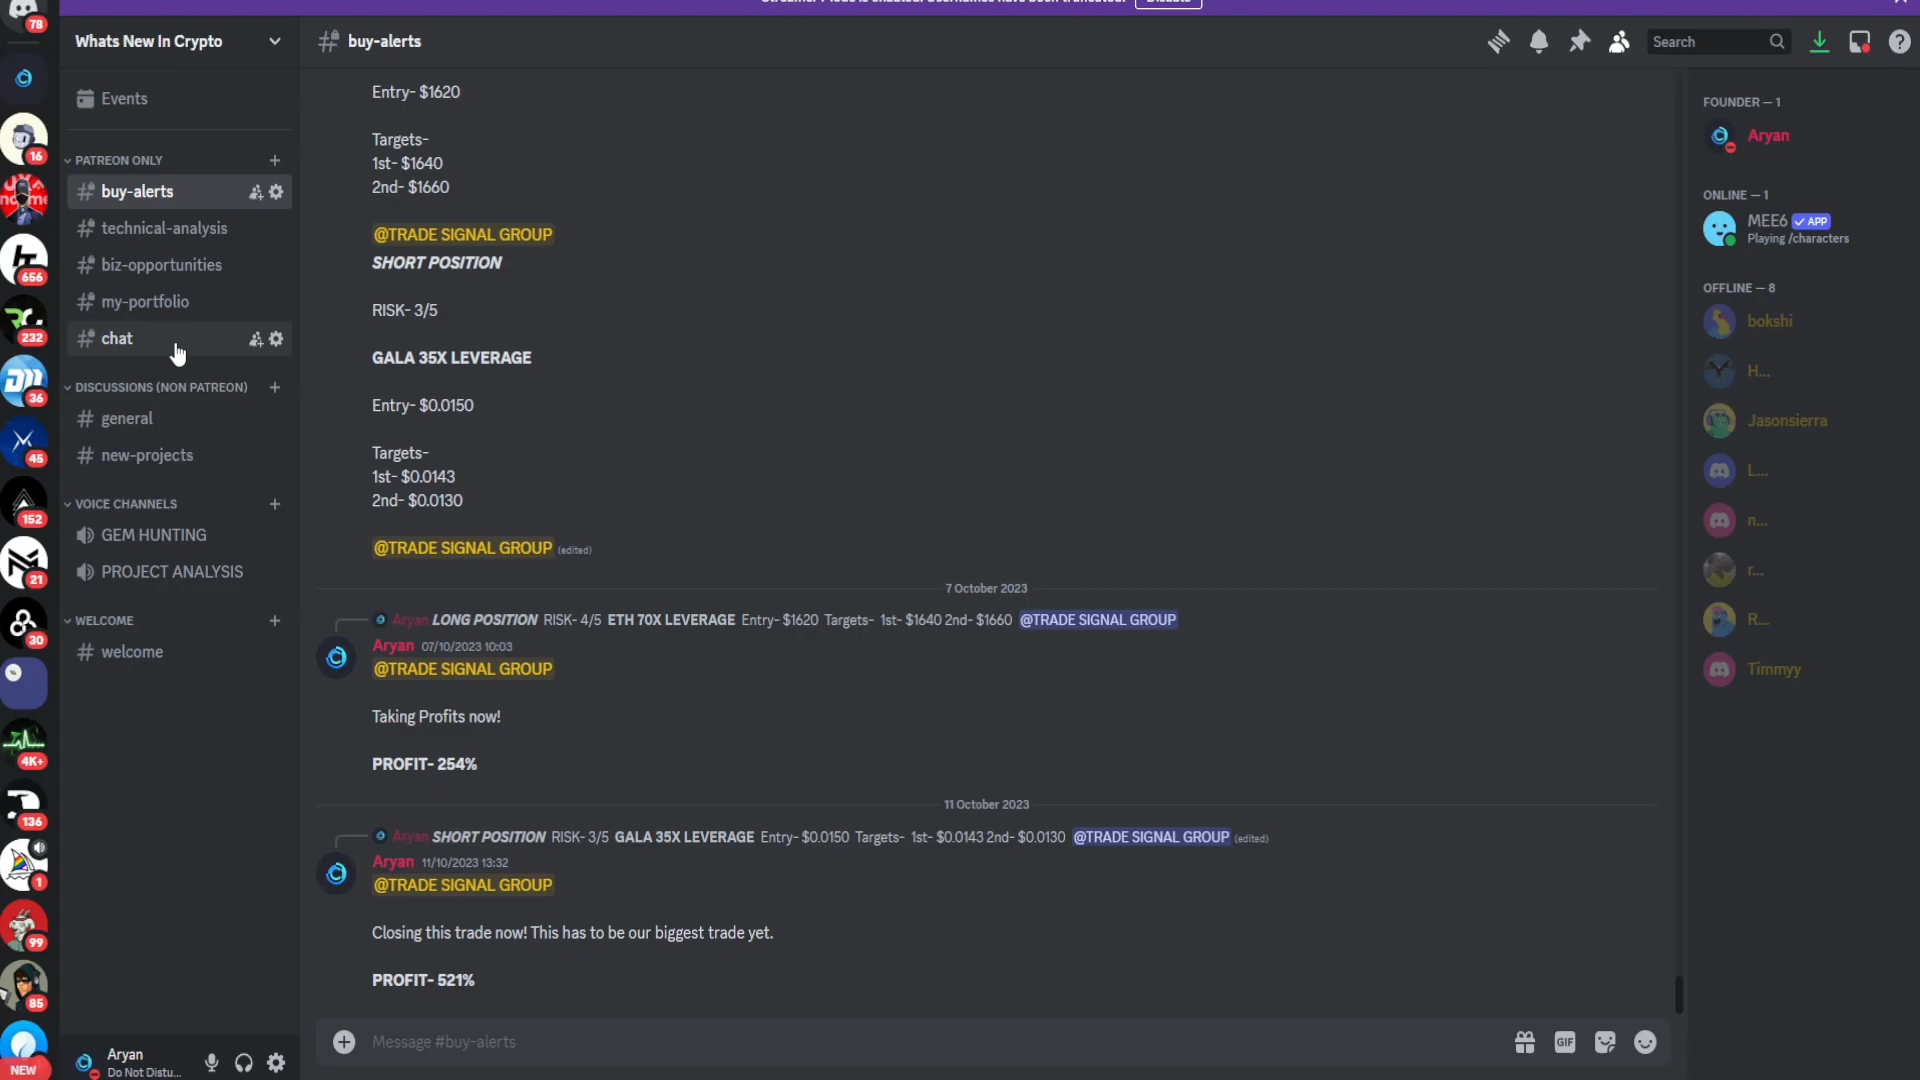 78
Whats New In Crypto
buy-alerts
Search
Events
PATREON ONLY
buy-alerts
technical-analysis
biz-opportunities
my-portfolio
chat
DISCUSSIONS (NON PATREON)
general
new-projects
VOICE CHANNELS
GEM HUNTING
PROJECT ANALYSIS
WELCOME
welcome
16
656
232
36
45
152
21
30
4K+
136
1
99
85
NEW
Entry- $1620
Targets-
1st- $1640
2nd- $1660
@TRADE SIGNAL GROUP
SHORT POSITION
RISK- 3/5
GALA 35X LEVERAGE
Entry- $0.0150
Targets-
1st- $0.0143
2nd- $0.0130
@TRADE SIGNAL GROUP (edited)
7 October 2023
Aryan LONG POSITION RISK- 4/5 ETH 70X LEVERAGE Entry- $1620 Targets- 1st- $1640 2nd- $1660 @TRADE SIGNAL GROUP
Aryan 07/10/2023 10:03
@TRADE SIGNAL GROUP
Taking Profits now!
PROFIT- 254%
11 October 2023
Aryan SHORT POSITION RISK- 3/5 GALA 35X LEVERAGE Entry- $0.0150 Targets- 1st- $0.0143 2nd- $0.0130 @TRADE SIGNAL GROUP (edited)
Aryan 11/10/2023 13:32
@TRADE SIGNAL GROUP
Closing this trade now! This has to be our biggest trade yet.
PROFIT- 521%
Message #buy-alerts
GIF
Aryan
Do Not Distu...
FOUNDER — 1
Aryan
ONLINE — 1
MEE6 ✓ APP
Playing /characters
OFFLINE — 8
bokshi
H...
Jasonsierra
L...
n...
r...
R...
Timmyy